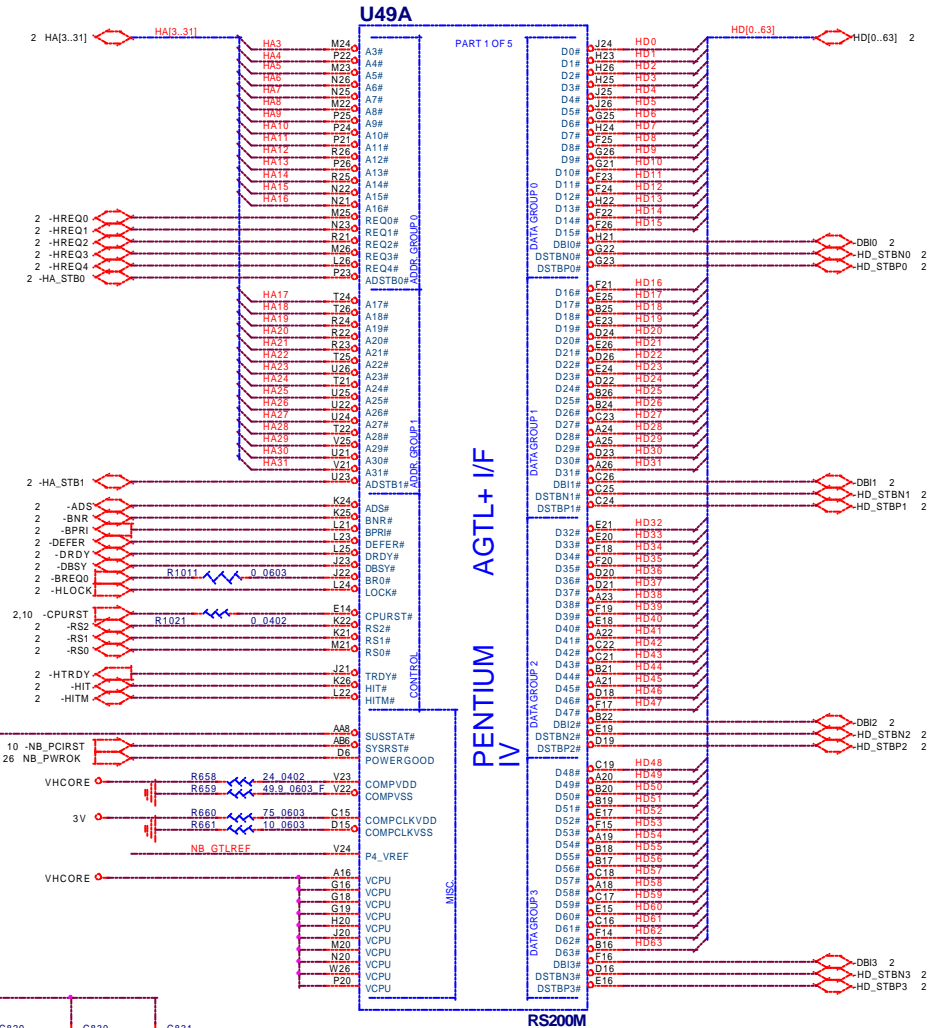 U49A
PART 1 OF 5
2 HA[3..31] HA[3..31]
HA3 M24 A3#
HA4 P22 A4#
HA5 M23 A5#
HA6 N26 A6#
HA7 N25 A7#
HA8 M22 A8#
HA9 P25 A9#
HA10 P24 A10#
HA11 P21 A11#
HA12 R26 A12#
HA13 P26 A13#
HA14 R25 A14#
HA15 N22 A15#
HA16 N21 A16#
2 -HREQ0 M25 REQ0#
2 -HREQ1 N23 REQ1#
2 -HREQ2 R21 REQ2#
2 -HREQ3 M26 REQ3#
2 -HREQ4 L26 REQ4#
2 -HA_STB0 P23 ADSTB0#
ADDR. GROUP 0
HA17 T24 A17#
HA18 T26 A18#
HA19 R24 A19#
HA20 R22 A20#
HA21 R23 A21#
HA22 T25 A22#
HA23 U26 A23#
HA24 T21 A24#
HA25 U25 A25#
HA26 U22 A26#
HA27 U24 A27#
HA28 T22 A28#
HA29 V25 A29#
HA30 U21 A30#
HA31 V21 A31#
2 -HA_STB1 U23 ADSTB1#
ADDR. GROUP 1
2 -ADS K24 ADS#
2 -BNR K25 BNR#
2 -BPRI L21 BPRI#
2 -DEFER L23 DEFER#
2 -DRDY L25 DRDY#
2 -DBSY J23 DBSY#
2 -BREQ0 R1011 0_0603 J22 BR0#
2 -HLOCK L24 LOCK#
2,10 -CPURST R1021 0_0402 E14 CPURST#
2 -RS2 K22 RS2#
2 -RS1 K21 RS1#
2 -RS0 M21 RS0#
2 -HTRDY J21 TRDY#
2 -HIT K26 HIT#
2 -HITM L22 HITM#
CONTROL
AA8 SUSSTAT#
10 -NB_PCIRST AB6 SYSRST#
26 NB_PWROK D6 POWERGOOD
VHCORE R658 24_0402 V23 COMPVDD
R659 49.9_0603_F V22 COMPVSS
3V R660 75_0603 C15 COMPCLKVDD
R661 10_0603 D15 COMPCLKVSS
NB_GTLREF V24 P4_VREF
VHCORE A16 VCPU
G16 VCPU
G18 VCPU
G19 VCPU
H20 VCPU
J20 VCPU
M20 VCPU
N20 VCPU
W26 VCPU
P20 VCPU
MISC.
PENTIUM IV
AGTL+ I/F
HD[0..63] HD[0..63] 2
D0# J24 HD0
D1# H23 HD1
D2# H26 HD2
D3# H25 HD3
D4# J25 HD4
D5# J26 HD5
D6# G25 HD6
D7# H24 HD7
D8# F25 HD8
D9# G26 HD9
D10# G21 HD10
D11# F23 HD11
D12# F24 HD12
D13# H22 HD13
D14# F22 HD14
D15# F26 HD15
DBI0# H21 -DBI0 2
DSTBN0# G22 -HD_STBN0 2
DSTBP0# G23 -HD_STBP0 2
DATA GROUP 0
D16# F21 HD16
D17# E25 HD17
D18# B25 HD18
D19# E23 HD19
D20# D24 HD20
D21# E26 HD21
D22# D26 HD22
D23# E24 HD23
D24# D22 HD24
D25# B26 HD25
D26# B24 HD26
D27# C23 HD27
D28# A24 HD28
D29# A25 HD29
D30# D23 HD30
D31# A26 HD31
DBI1# C26 -DBI1 2
DSTBN1# C25 -HD_STBN1 2
DSTBP1# C24 -HD_STBP1 2
DATA GROUP 1
D32# E21 HD32
D33# E20 HD33
D34# F18 HD34
D35# F20 HD35
D36# D20 HD36
D37# D21 HD37
D38# A23 HD38
D39# F19 HD39
D40# E18 HD40
D41# A22 HD41
D42# C22 HD42
D43# C21 HD43
D44# B21 HD44
D45# A21 HD45
D46# D18 HD46
D47# F17 HD47
DBI2# B22 -DBI2 2
DSTBN2# E19 -HD_STBN2 2
DSTBP2# D19 -HD_STBP2 2
DATA GROUP 2
D48# C19 HD48
D49# A20 HD49
D50# B20 HD50
D51# B19 HD51
D52# E17 HD52
D53# F15 HD53
D54# A19 HD54
D55# B18 HD55
D56# B17 HD56
D57# C18 HD57
D58# A18 HD58
D59# C17 HD59
D60# E15 HD60
D61# C16 HD61
D62# F14 HD62
D63# B16 HD63
DBI3# F16 -DBI3 2
DSTBN3# D16 -HD_STBN3 2
DSTBP3# E16 -HD_STBP3 2
DATA GROUP 3
RS200M